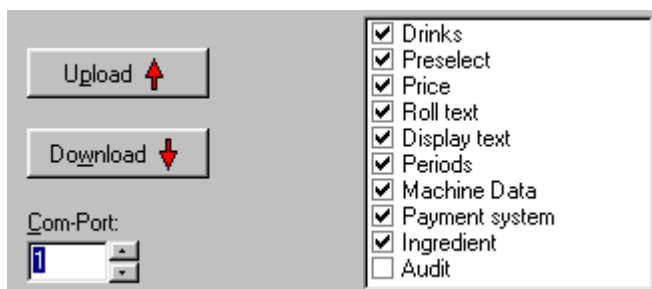 Upload
Download
Com-Port:
1
Drinks
Preselect
Price
Roll text
Display text
Periods
Machine Data
Payment system
Ingredient
Audit